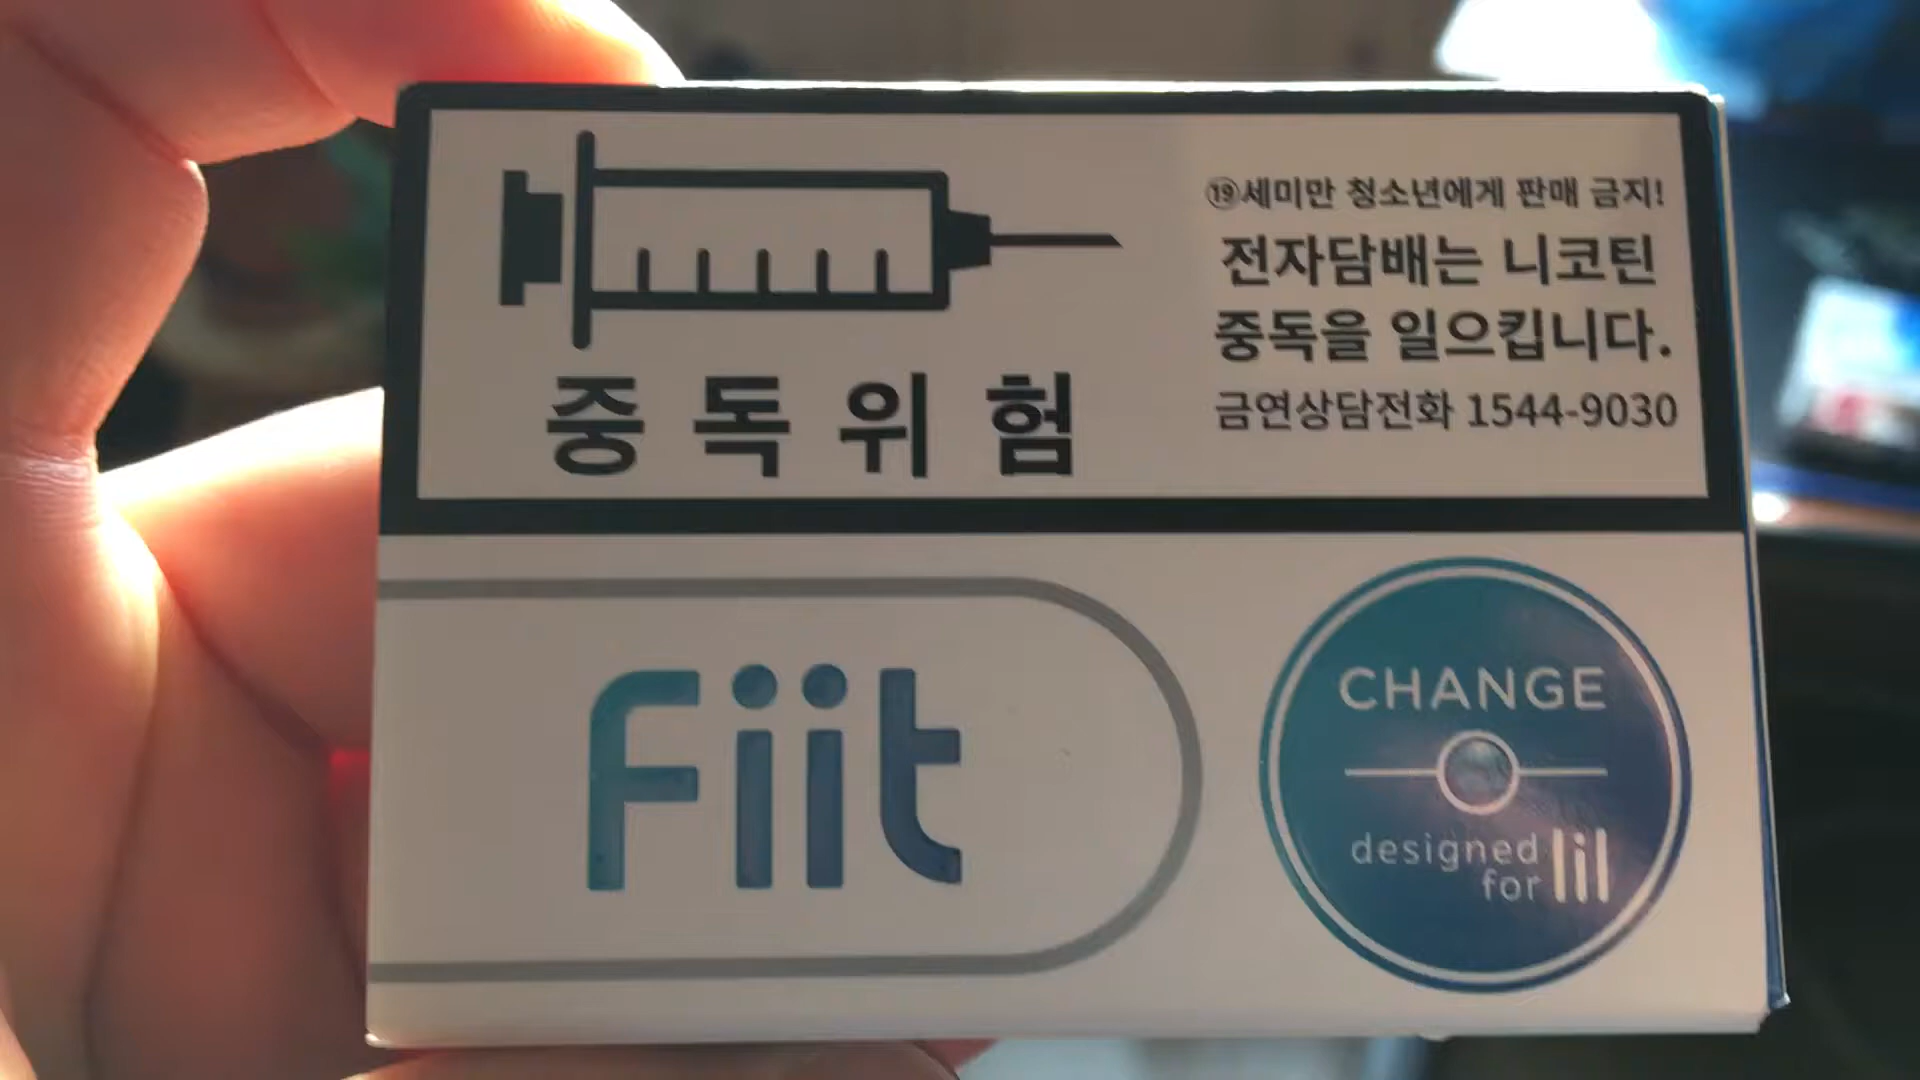 ⑲세미만 청소년에게 판매 금지!
전자담배는 니코틴
중독을 일으킵니다.
금연상담전화 1544-9030
중독위험
Fiit
CHANGE
designed
for lil